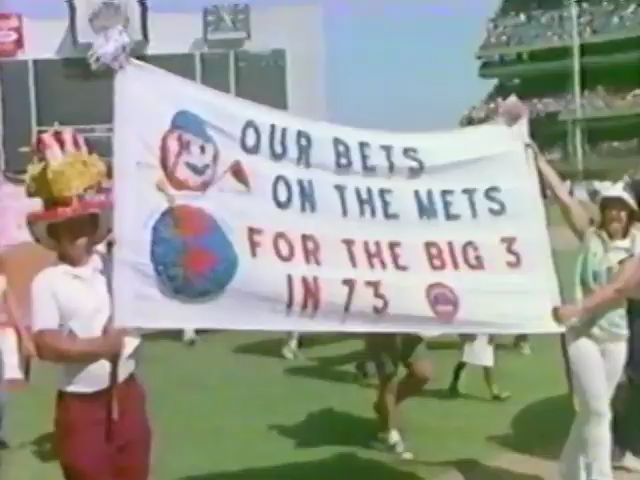 OUR BETS
ON THE METS
FOR THE BIG 3
IN 73